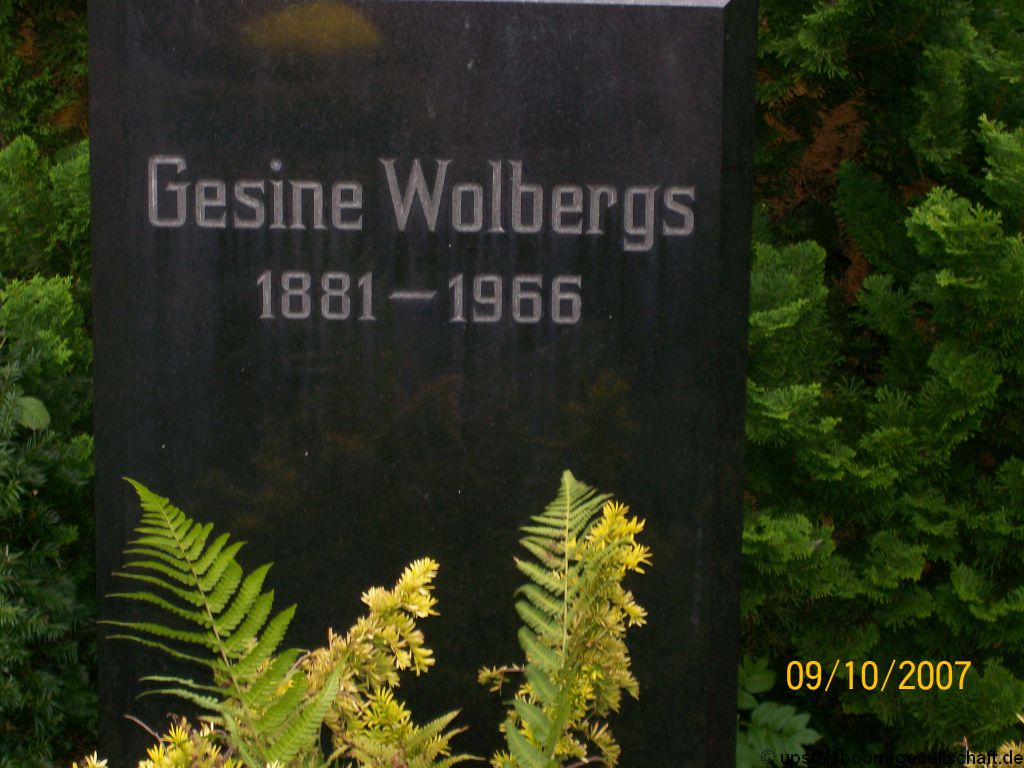 Gesine Wolbergs
1881 – 1966
09/10/2007
© upstalsboom-gesellschaft.de